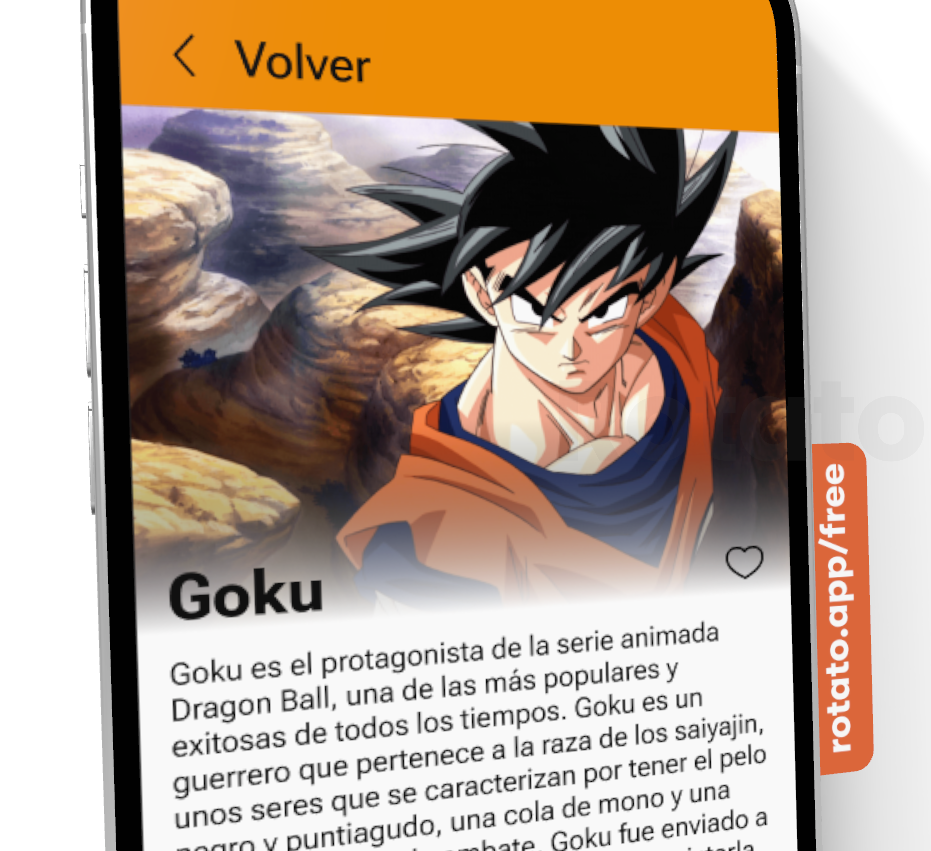 Volver
Goku
Goku es el protagonista de la serie animada
Dragon Ball, una de las más populares y
exitosas de todos los tiempos. Goku es un
guerrero que pertenece a la raza de los saiyajin,
unos seres que se caracterizan por tener el pelo
negro y puntiagudo, una cola de mono y una
Goku fue enviado a
rotato.app/free